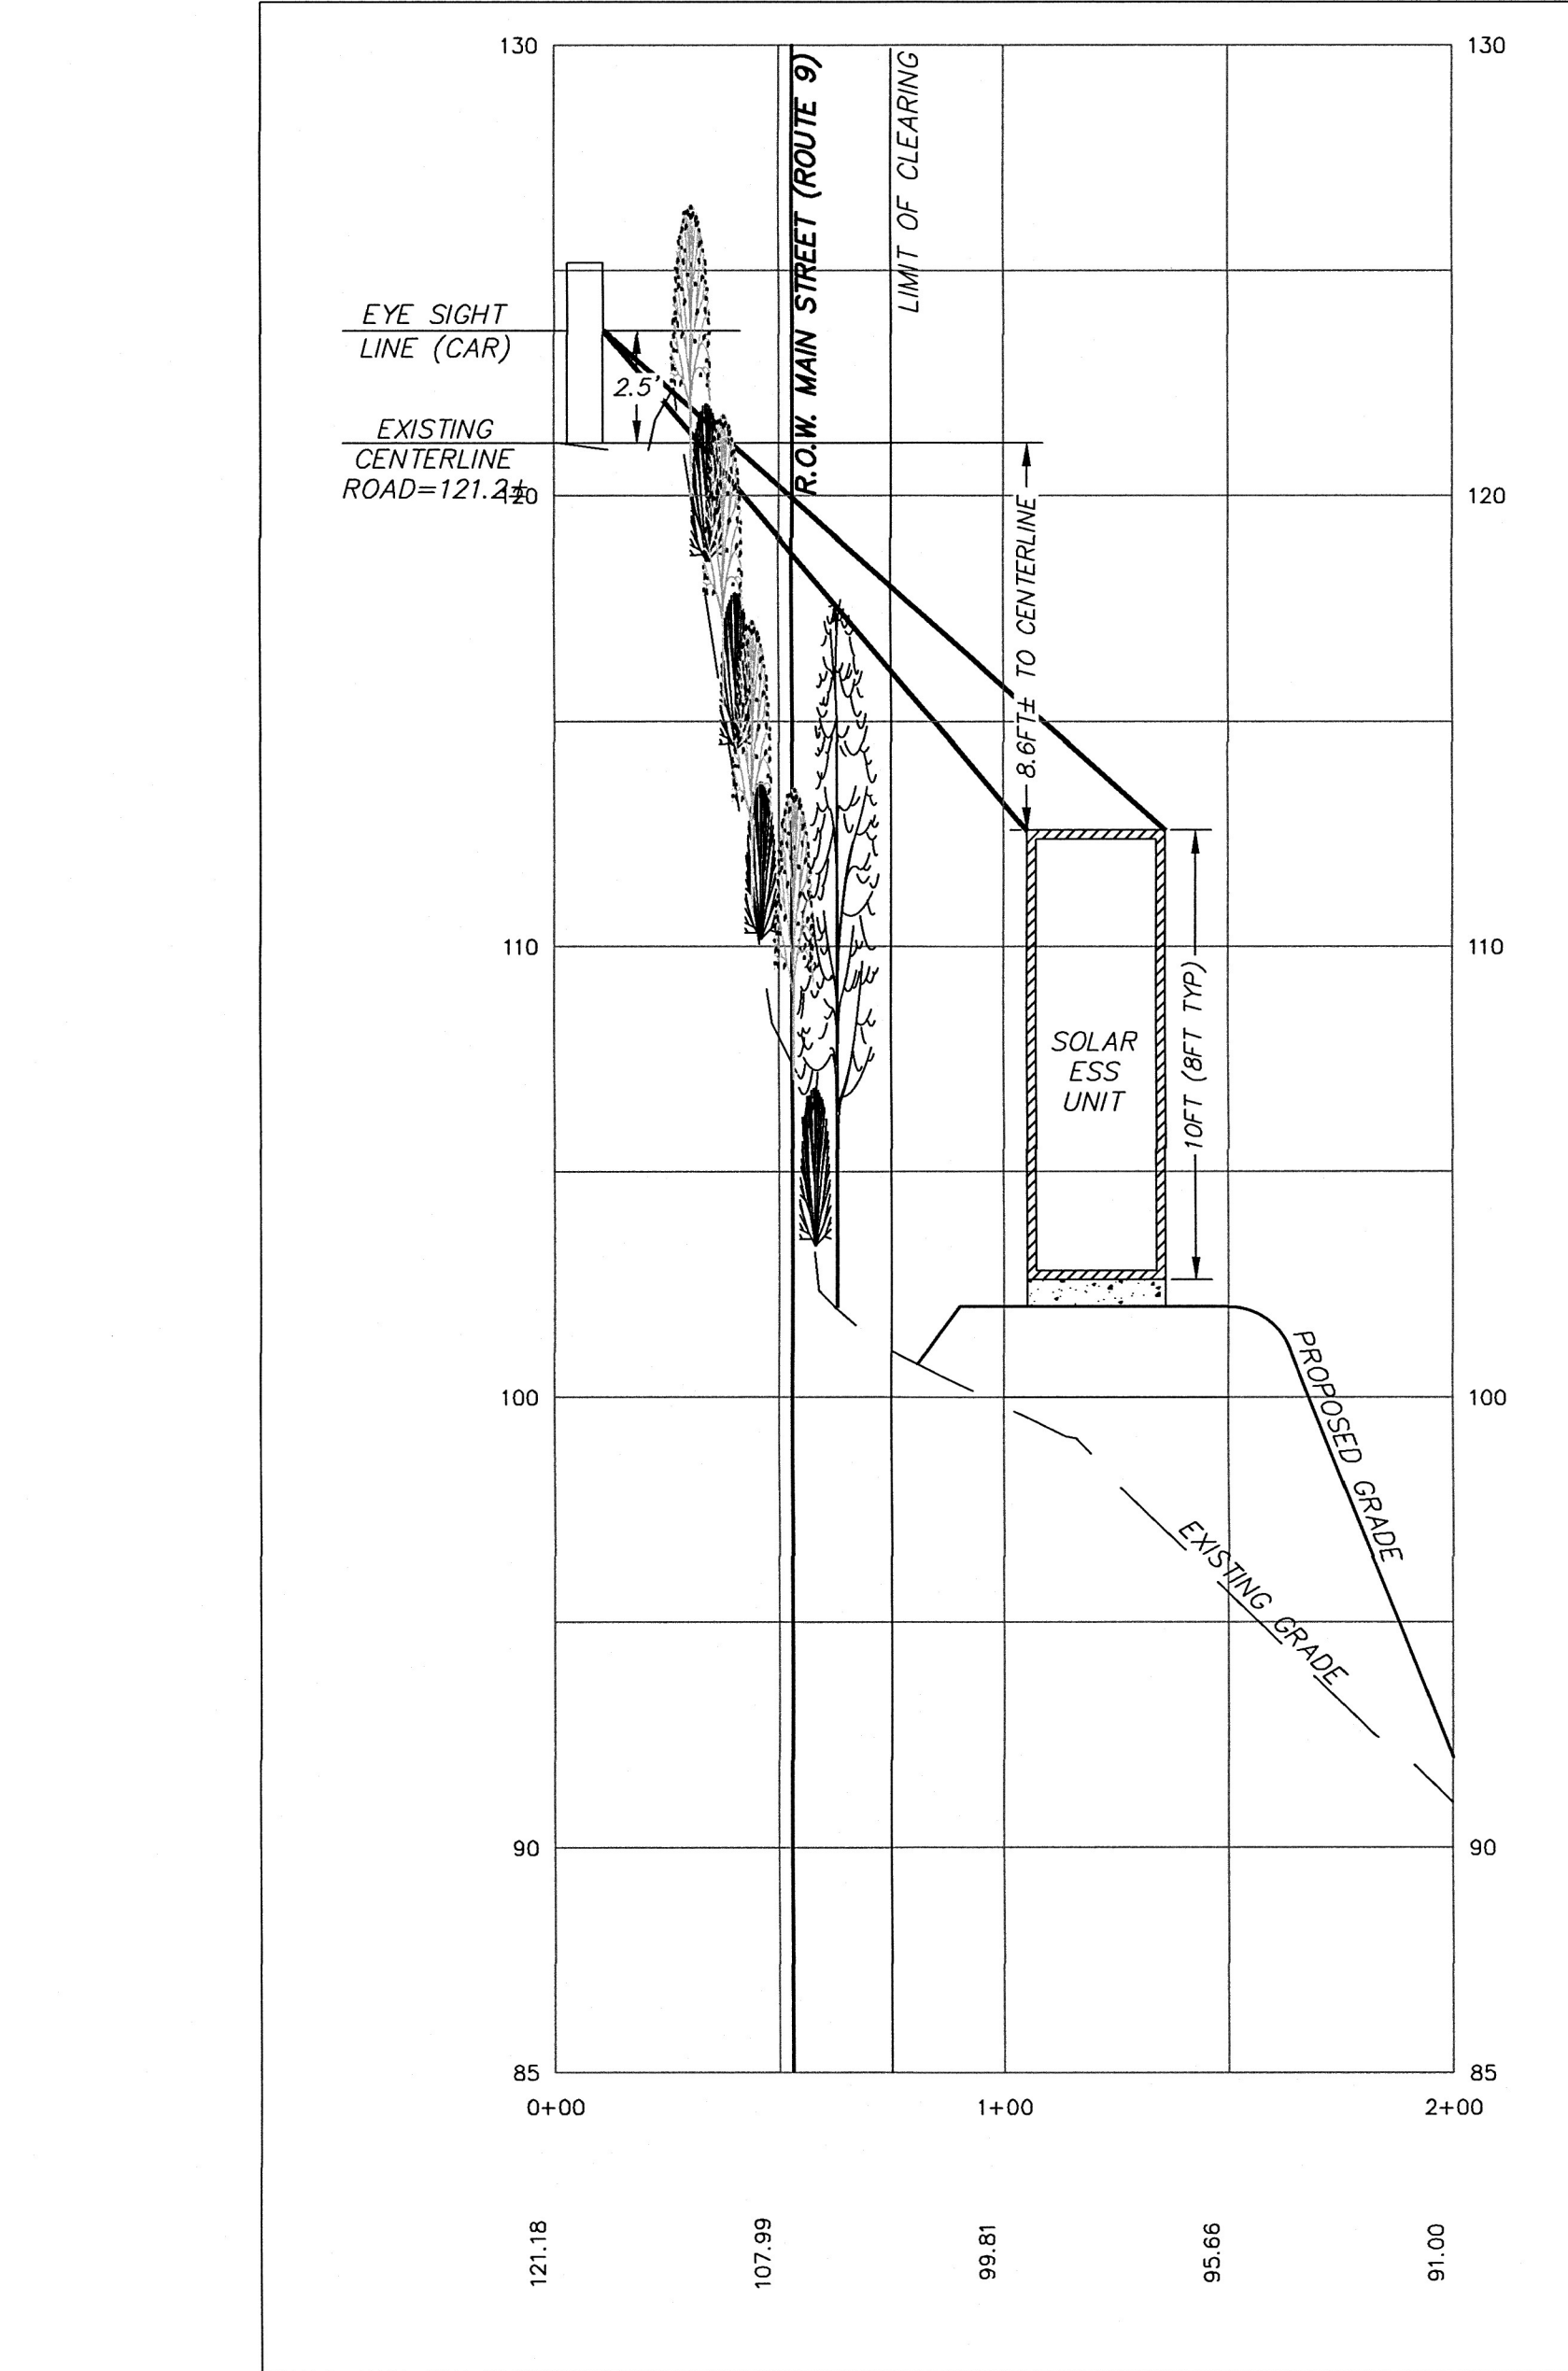 130
130
R.O.W. MAIN STREET (ROUTE 9)
LIMIT OF CLEARING
EYE SIGHT
LINE (CAR)
2.5'
EXISTING
CENTERLINE
ROAD=121.2±
120
120
8.6FT± TO CENTERLINE
110
110
10FT (8FT TYP)
SOLAR
ESS
UNIT
100
100
PROPOSED GRADE
EXISTING GRADE
90
90
85
85
0+00
1+00
2+00
121.18
107.99
99.81
95.66
91.00